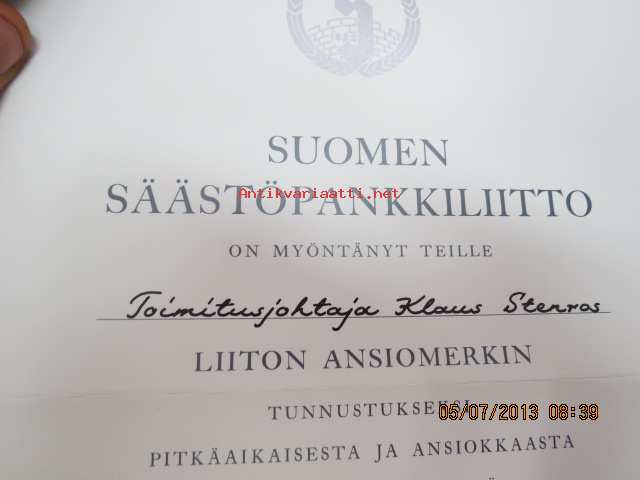 SUOMEN
Antikvariaatti.net
SÄÄSTÖPANKKILIITTO
ON MYÖNTÄNYT TEILLE
Toimitusjohtaja Klaus Stenros
LIITON ANSIOMERKIN
TUNNUSTUKSEKSI
05/07/2013 08:39
PITKÄAIKAISESTA JA ANSIOKKAASTA